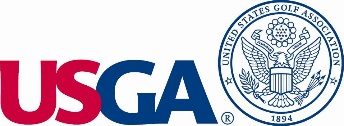 USGA®
UNITED STATES GOLF ASSOCIATION
1894